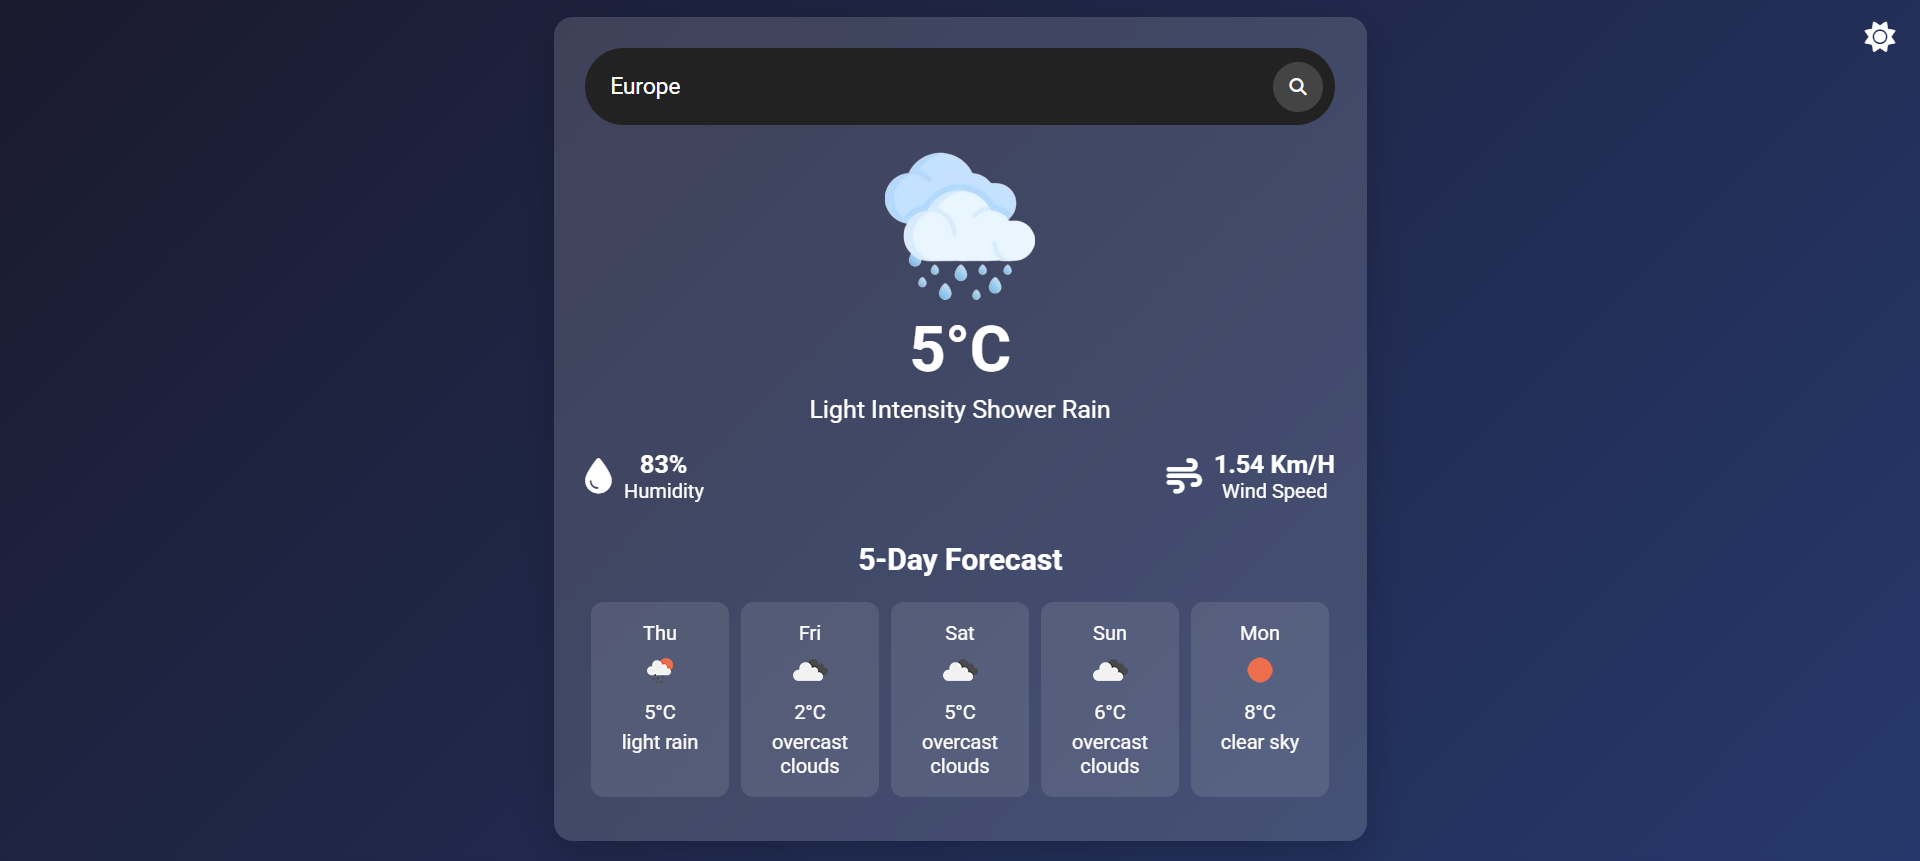 Europe
5°C
Light Intensity Shower Rain
83%
Humidity
1.54 Km/H
Wind Speed
5-Day Forecast
Thu
5°C
light rain
Fri
2°C
overcast
clouds
Sat
5°C
overcast
clouds
Sun
6°C
overcast
clouds
Mon
8°C
clear sky